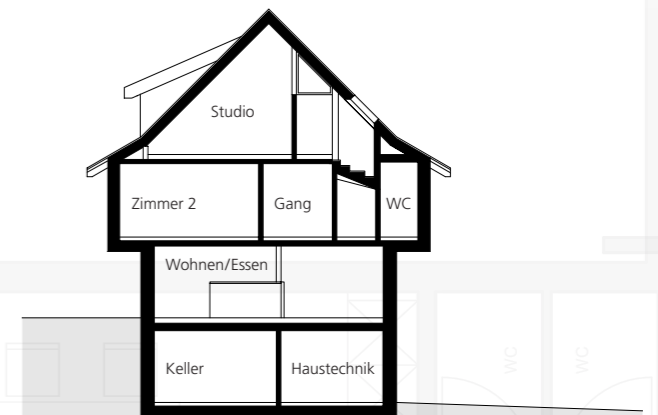 Studio
Zimmer 2
Gang
WC
Wohnen/Essen
Keller
Haustechnik
WC
WC